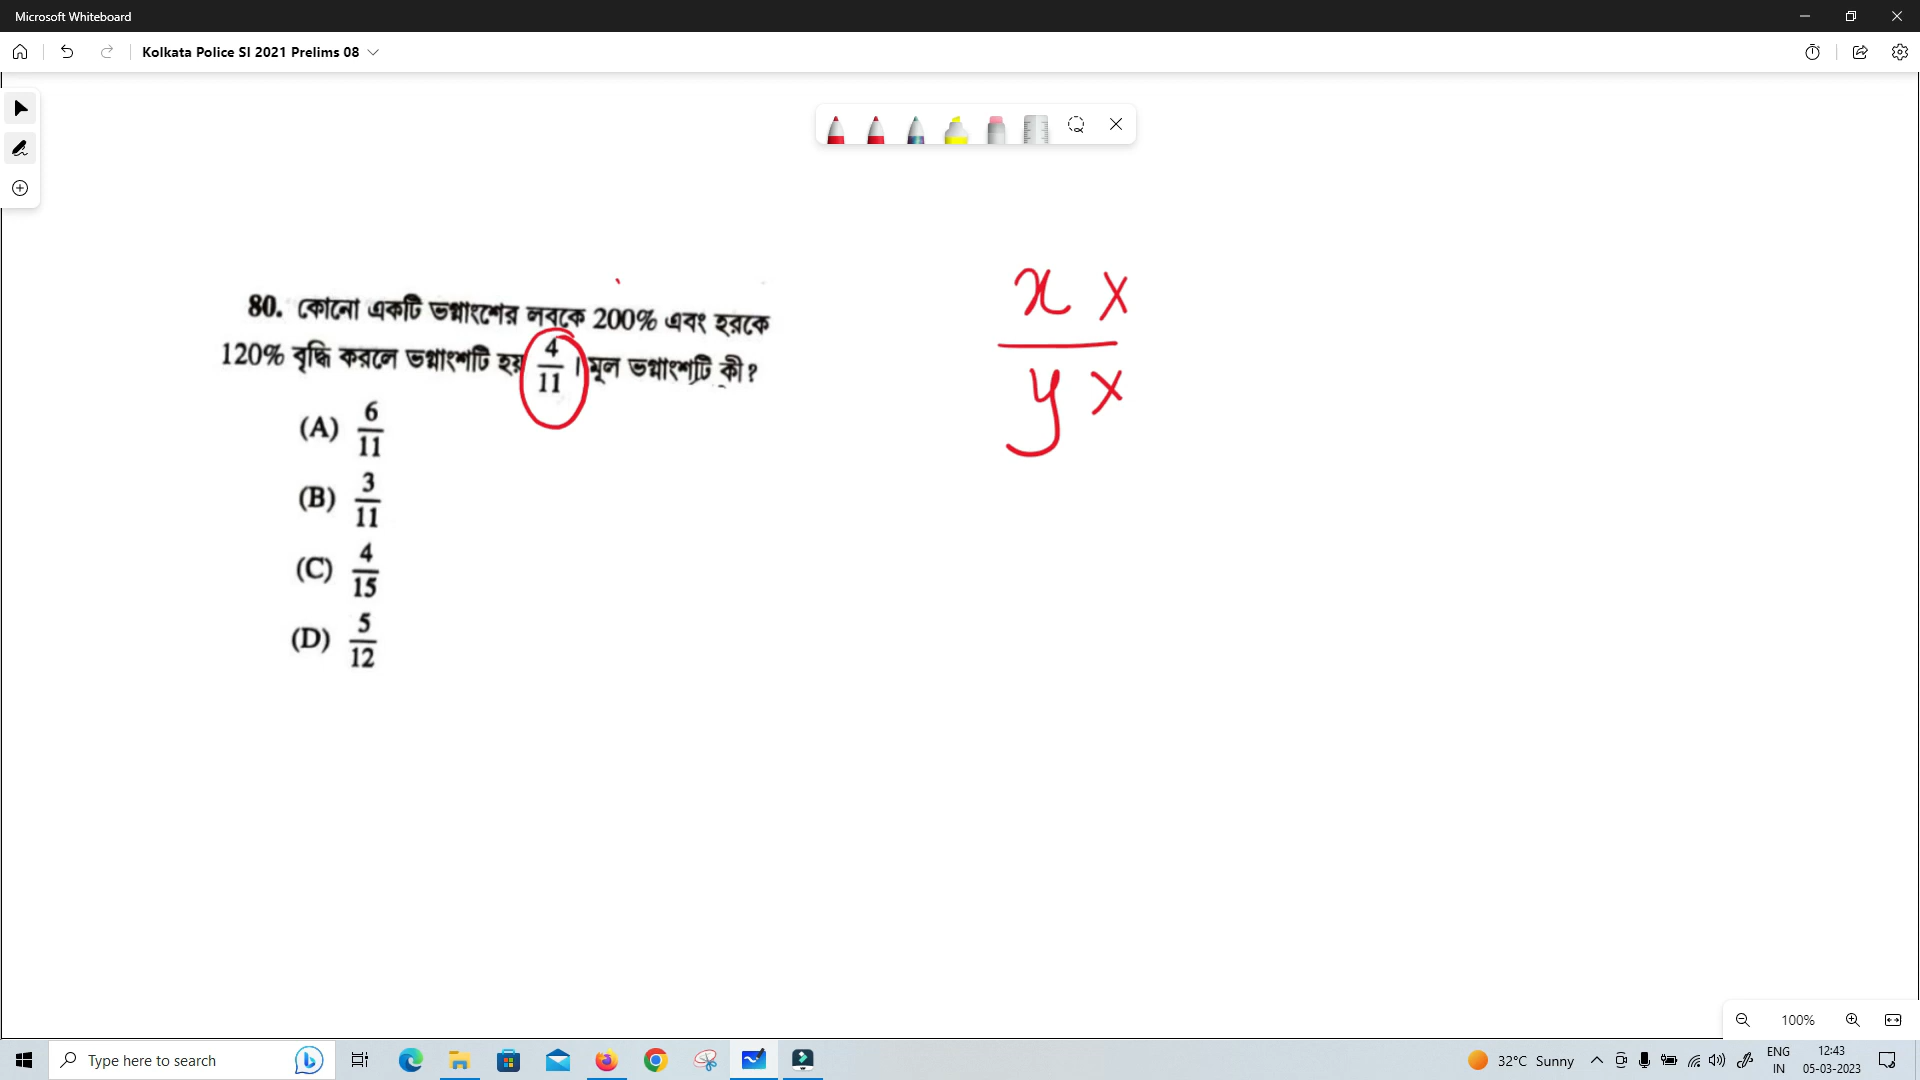 Microsoft Whiteboard
Kolkata Police SI 2021 Prelims 08
80. কোনো একটি ভগ্নাংশের লবকে 200% এবং হরকে
120% বৃদ্ধি করলে ভগ্নাংশটি হয় 4/11 । মূল ভগ্নাংশটি কী?
(A) 6/11
(B) 3/11
(C) 4/15
(D) 5/12
x ×
y ×
100%
Type here to search
32°C Sunny
ENG
IN
12:43
05-03-2023